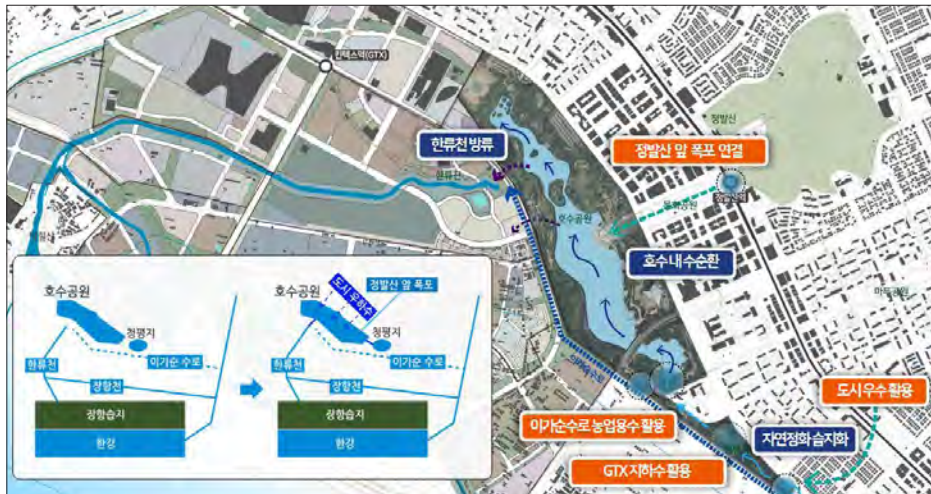 킨텍스역(GTX)
정발산
한류천 방류
정발산 앞 폭포 연결
한류천
호수공원
호수 내 수순환
마두공원
호수공원
청평지
한류천
이가순 수로
장항천
장항습지
한강
호수공원
도시 우하수
정발산 앞 폭포
청평지
한류천
이가순 수로
장항천
장항습지
한강
이가순수로
도시 우수 활용
이가순수로 농업용수 활용
자연정화 습지화
GTX 지하수 활용